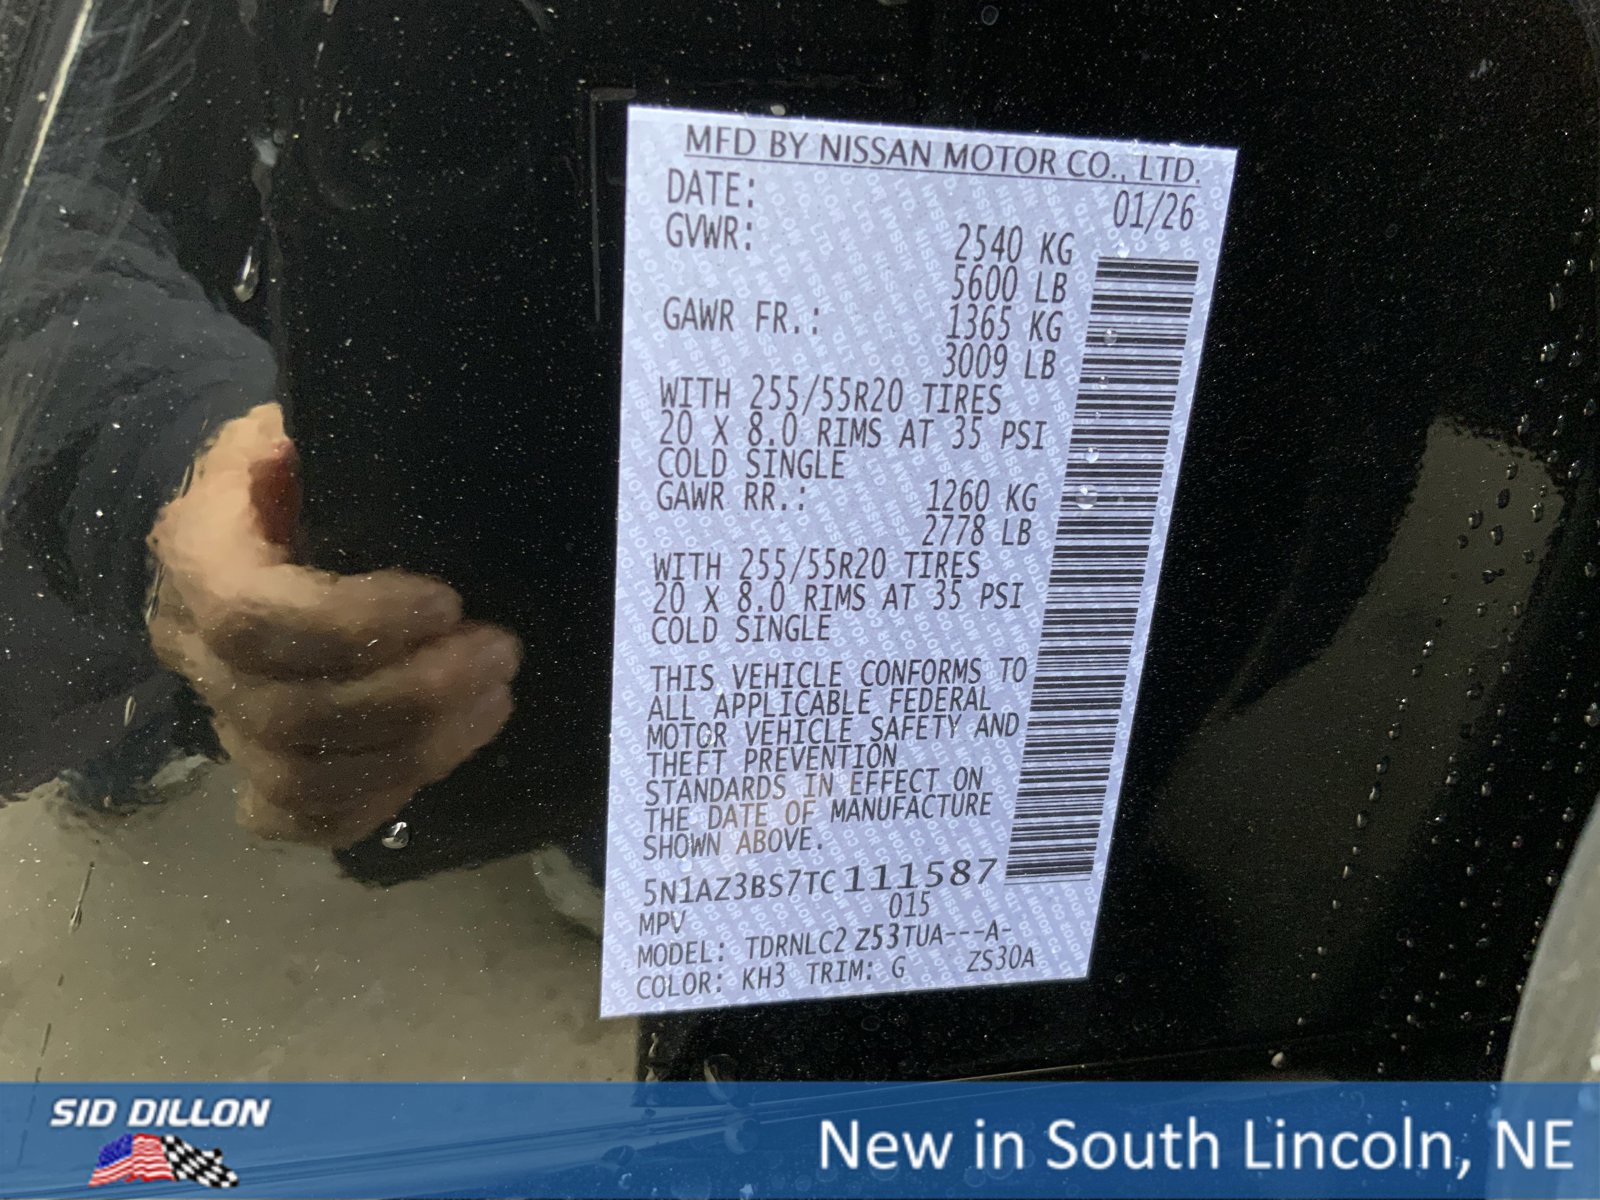 MFD BY NISSAN MOTOR CO., LTD.
DATE: 01/26
GVWR: 2540 KG
5600 LB
GAWR FR.: 1365 KG
3009 LB
WITH 255/55R20 TIRES
20 X 8.0 RIMS AT 35 PSI
COLD SINGLE
GAWR RR.: 1260 KG
2778 LB
WITH 255/55R20 TIRES
20 X 8.0 RIMS AT 35 PSI
COLD SINGLE
THIS VEHICLE CONFORMS TO
ALL APPLICABLE FEDERAL
MOTOR VEHICLE SAFETY AND
THEFT PREVENTION
STANDARDS IN EFFECT ON
THE DATE OF MANUFACTURE
SHOWN ABOVE.
5N1AZ3BS7TC111587
MPV 015
MODEL: TDRNLC2 Z53TUA---A-
COLOR: KH3 TRIM: G ZS30A
SID DILLON
New in South Lincoln, NE